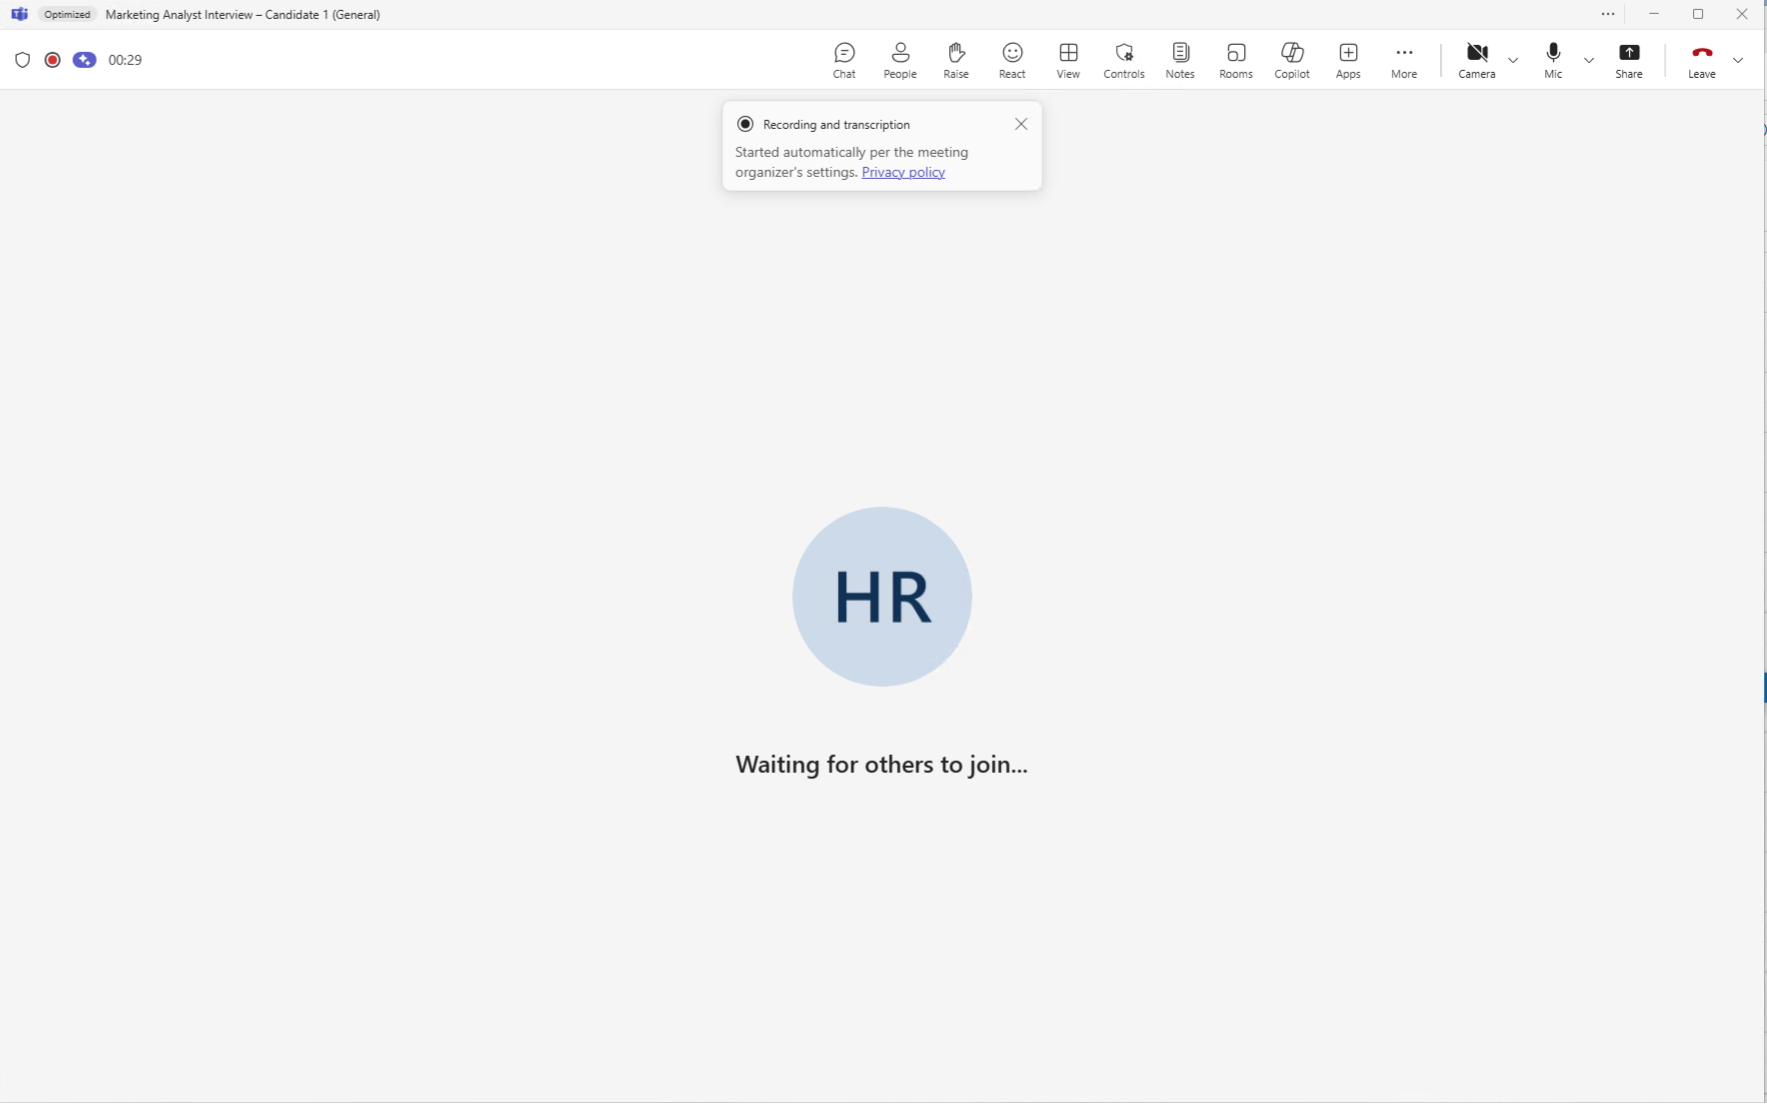 Optimized Marketing Analyst Interview – Candidate 1 (General)
00:29
Chat People Raise React View Controls Notes Rooms Copilot Apps More Camera Mic Share Leave
Recording and transcription
Started automatically per the meeting
organizer's settings. Privacy policy
HR
Waiting for others to join...